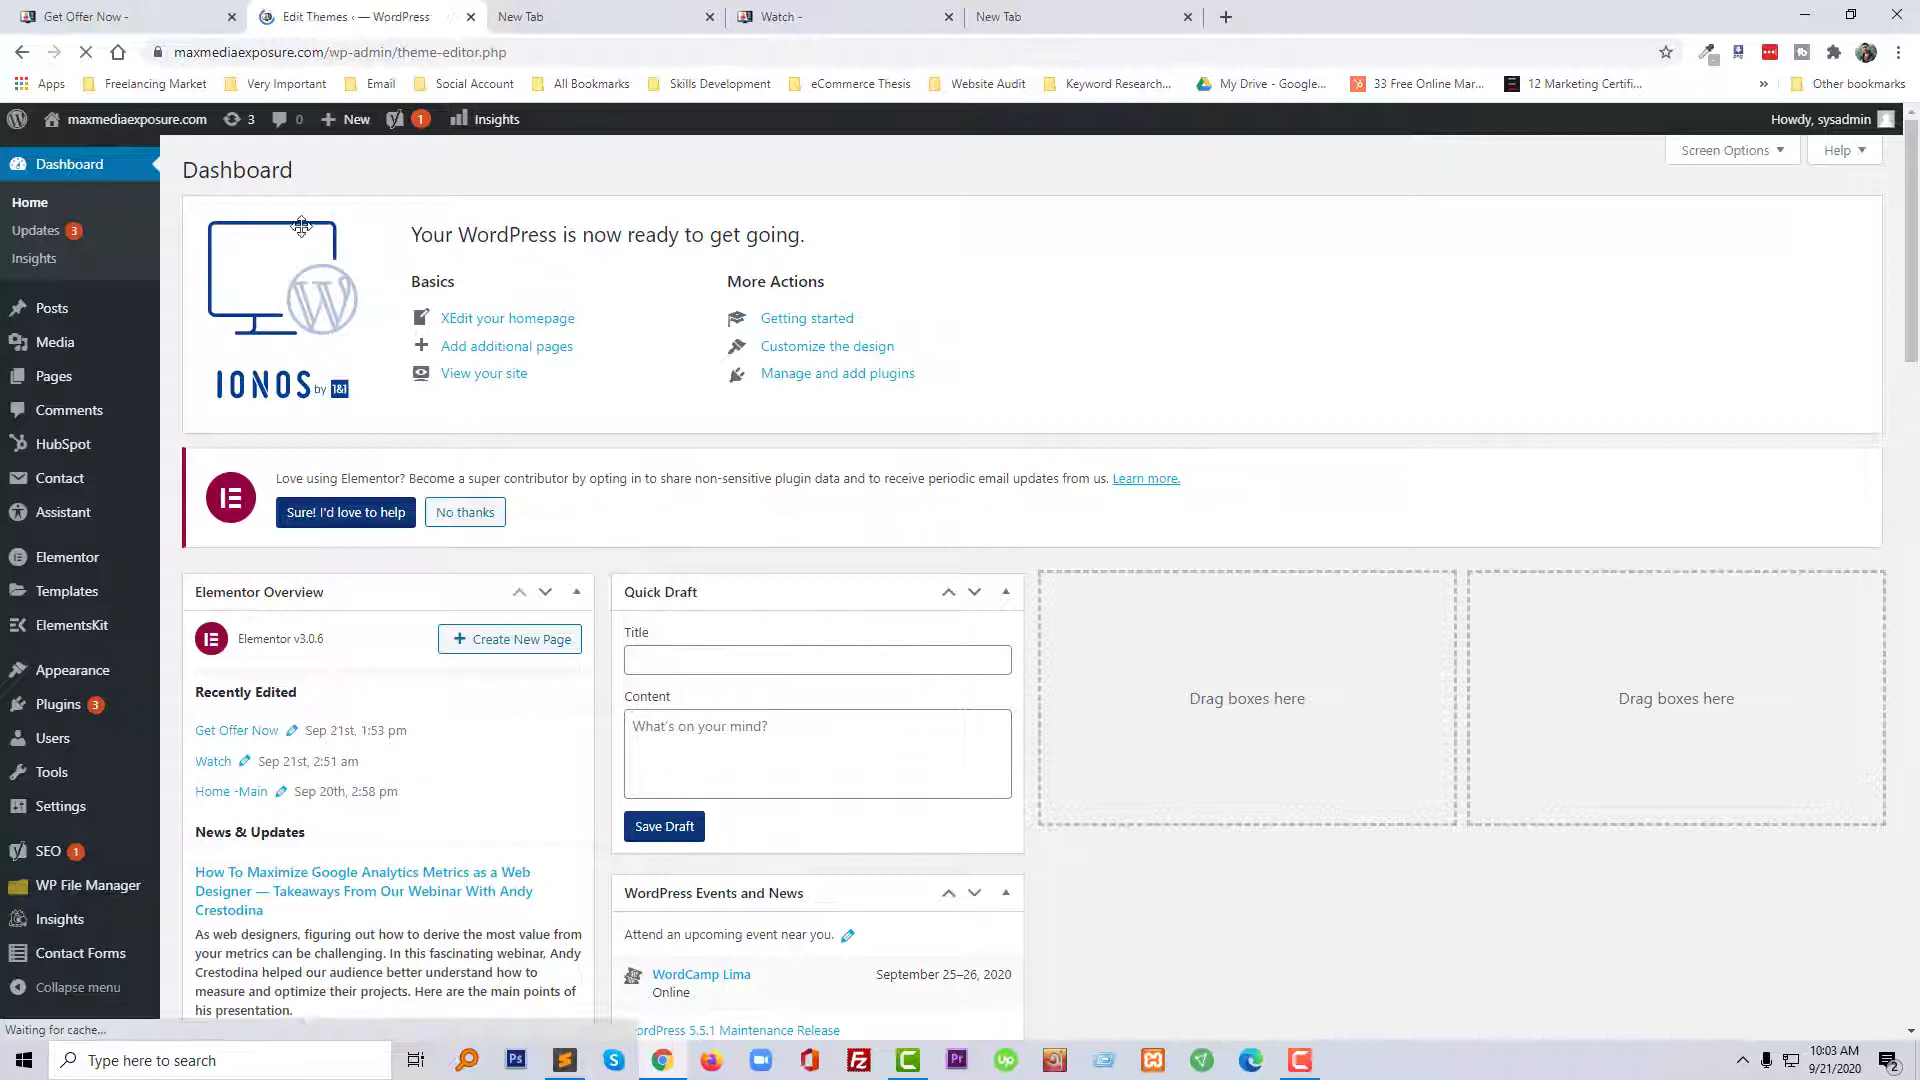 Get Offer Now -
Edit Themes ‹ — WordPress
New Tab
Watch -
New Tab
maxmediaexposure.com/wp-admin/theme-editor.php
Apps
Freelancing Market
Very Important
Email
Social Account
All Bookmarks
Skills Development
eCommerce Thesis
Website Audit
Keyword Research...
My Drive - Google...
33 Free Online Mar...
12 Marketing Certifi...
»
Other bookmarks
maxmediaexposure.com
3
0
New
1
Insights
Howdy, sysadmin
Dashboard
Home
Updates 3
Insights
Posts
Media
Pages
Comments
HubSpot
Contact
Assistant
Elementor
Templates
ElementsKit
Appearance
Plugins 3
Users
Tools
Settings
SEO 1
WP File Manager
Insights
Contact Forms
Collapse menu
Waiting for cache...
Dashboard
Screen Options
Help
IONOS by 1&1
Your WordPress is now ready to get going.
Basics
XEdit your homepage
Add additional pages
View your site
More Actions
Getting started
Customize the design
Manage and add plugins
Love using Elementor? Become a super contributor by opting in to share non-sensitive plugin data and to receive periodic email updates from us. Learn more.
Sure! I'd love to help
No thanks
Elementor Overview
Elementor v3.0.6
Create New Page
Recently Edited
Get Offer Now Sep 21st, 1:53 pm
Watch Sep 21st, 2:51 am
Home -Main Sep 20th, 2:58 pm
News & Updates
How To Maximize Google Analytics Metrics as a Web
Designer — Takeaways From Our Webinar With Andy
Crestodina
As web designers, figuring out how to derive the most value from
your metrics can be challenging. In this fascinating webinar, Andy
Crestodina helped our audience better understand how to
measure and optimize their projects. Here are the main points of
his presentation.
Quick Draft
Title
Content
What's on your mind?
Save Draft
WordPress Events and News
Attend an upcoming event near you.
WordCamp Lima
Online
September 25–26, 2020
ordPress 5.5.1 Maintenance Release
Drag boxes here
Drag boxes here
Type here to search
10:03 AM
9/21/2020
2